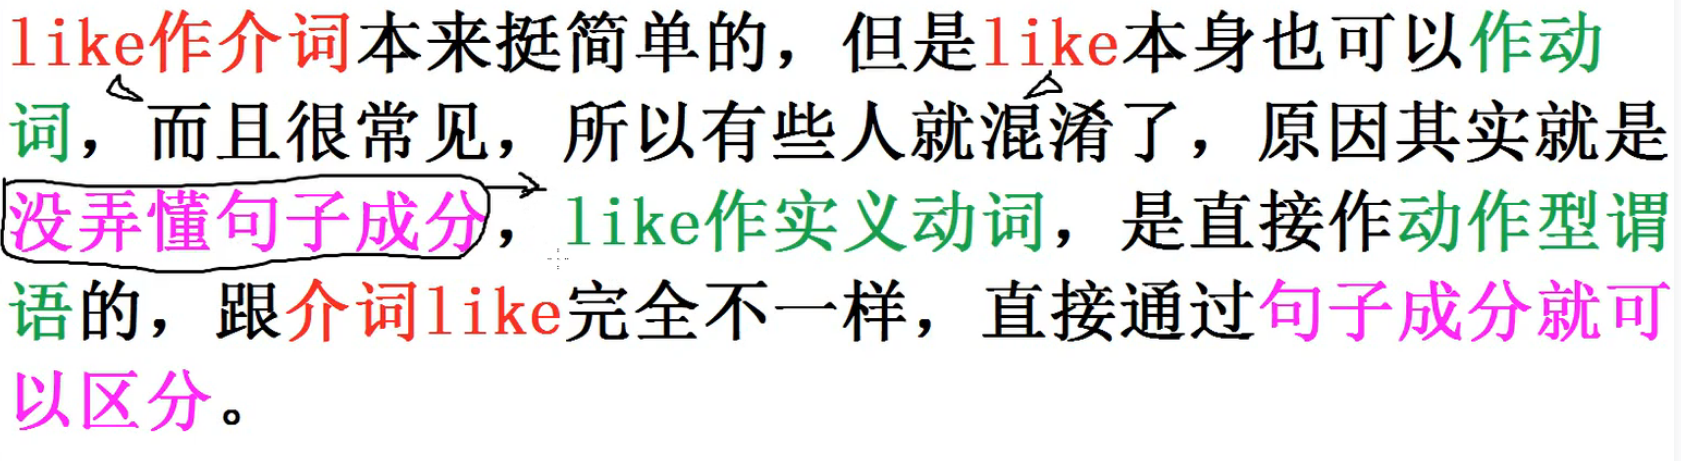 like作介词本来挺简单的，但是like本身也可以作动
词，而且很常见，所以有些人就混淆了，原因其实就是
没弄懂句子成分，like作实义动词，是直接作动作型谓
语的，跟介词like完全不一样，直接通过句子成分就可
以区分。